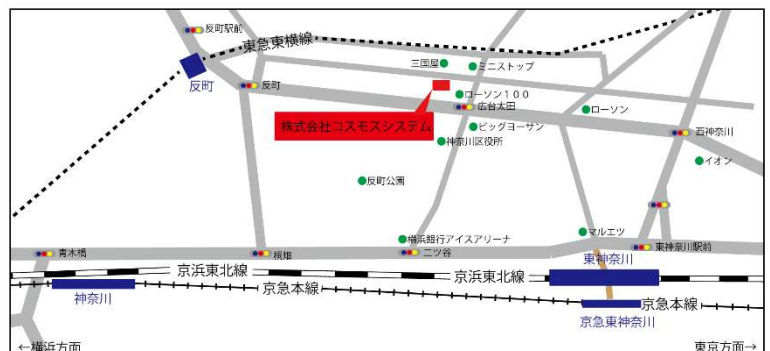 反町駅前
東急東横線
反町
反町
三国屋
ミニストップ
ローソン100
広台太田
ローソン
株式会社コスモスシステム
ビッグヨーサン
神奈川区役所
西神奈川
イオン
反町公園
横浜銀行アイスアリーナ
マルエツ
青木橋
桐畑
二ツ谷
東神奈川駅前
京浜東北線
京浜東北線
東神奈川
神奈川
京急本線
京急本線
京急東神奈川
←横浜方面
東京方面→